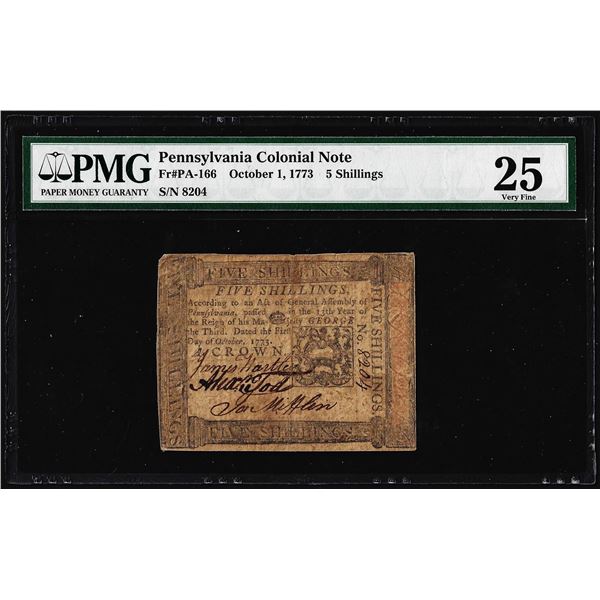 PMG
PAPER MONEY GUARANTY
Pennsylvania Colonial Note
Fr#PA-166 October 1, 1773 5 Shillings
S/N 8204
25
Very Fine
FIVE SHILLINGS.
FIVE SHILLINGS.
According to an Act of General Assembly of
Pennsylvania, passed in the 13th Year of
the Reign of his Majesty GEORGE
the Third. Dated the First
Day of October, 1773.
CROWN
No. 8204
FIVE SHILLINGS.
FIVE SHILLINGS.